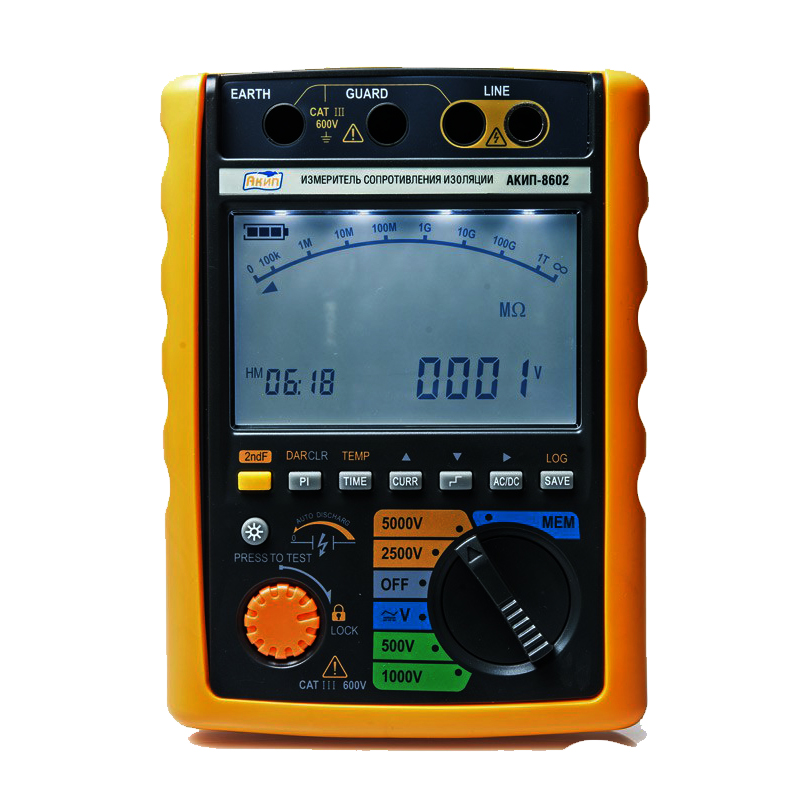 EARTH GUARD LINE
CAT III
600V
Акип ИЗМЕРИТЕЛЬ СОПРОТИВЛЕНИЯ ИЗОЛЯЦИИ АКИП-8602
0 100k 1M 10M 100M 1G 10G 100G 1T ∞
MΩ
HM 06:18 0001 V
2ndF DARCLR TEMP ▲ ▼ ▶ LOG
PI TIME CURR AC/DC SAVE
AUTO DISCHARG
0
PRESS TO TEST
LOCK
CAT III 600V
5000V MEM
2500V
OFF
V
500V
1000V